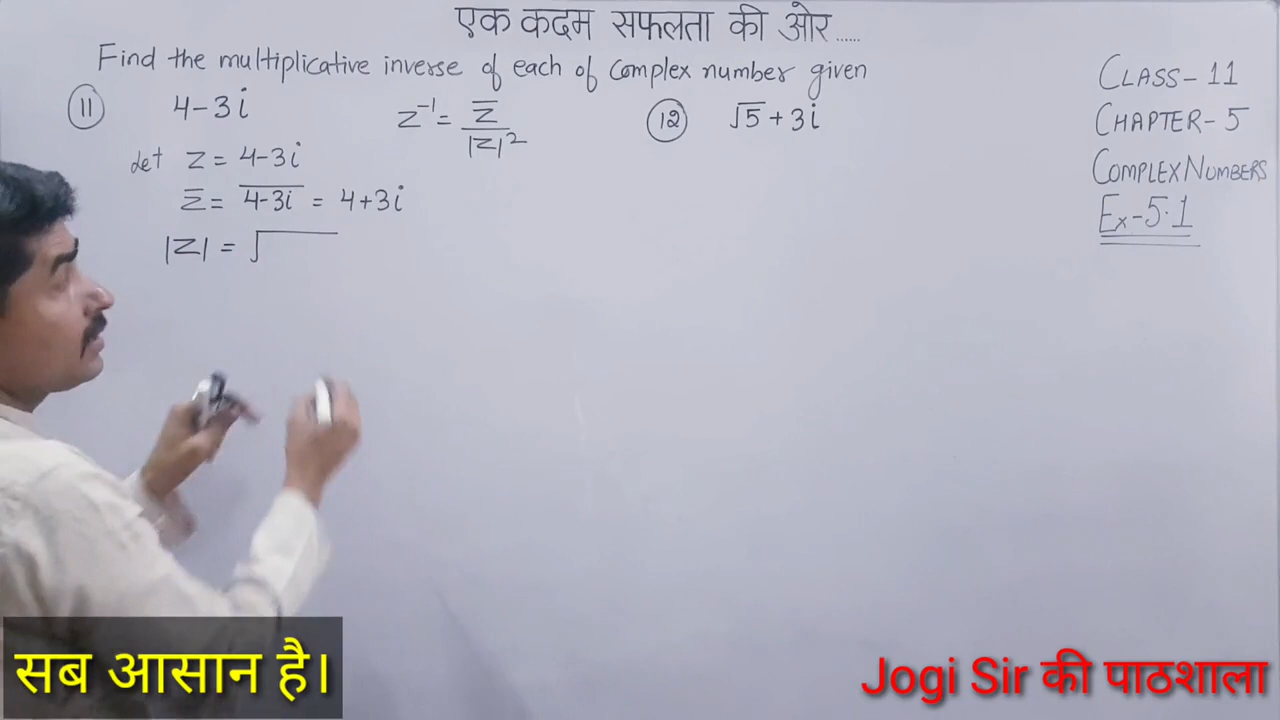 एक कदम सफलता की ओर......
Find the multiplicative inverse of each of Complex number given
(11) 4-3i
Let z = 4-3i
z̅ = \overline{4-3i} = 4+3i
|z| = √
z⁻¹ = z̅/|z|²
(12) √5 + 3i
CLASS-11
CHAPTER-5
COMPLEX NUMBERS
Ex-5.1
सब आसान है।
Jogi Sir की पाठशाला